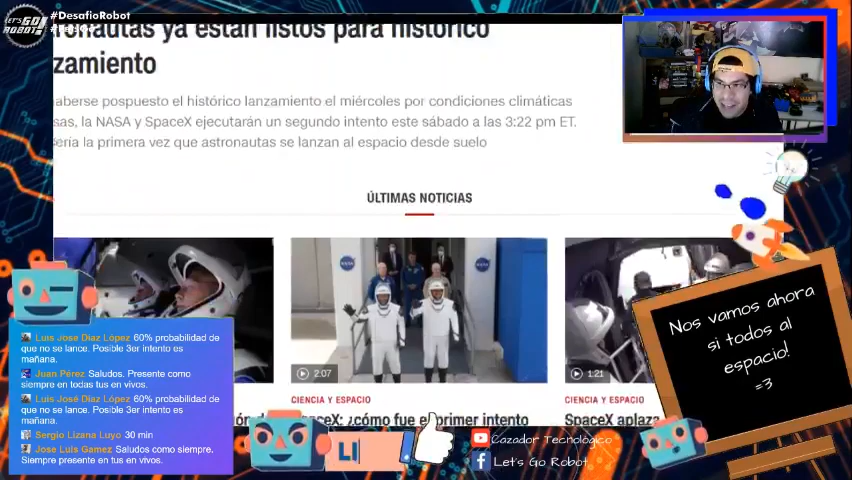 LET'S GO ROBOT!
#DesafioRobot
onautas ya están listos para histórico
zamiento
haberse pospuesto el histórico lanzamiento el miércoles por condiciones climáticas
sas, la NASA y SpaceX ejecutarán un segundo intento este sábado a las 3:22 pm ET.
ería la primera vez que astronautas se lanzan al espacio desde suelo
ÚLTIMAS NOTICIAS
NASA
2:07
1:21
CIENCIA Y ESPACIO
CIENCIA Y ESPACIO
ceX: ¿cómo fue el primer intento
SpaceX aplaza
Nos vamos ahora
si todos al
espacio!
=3
Luis Jose Diaz López 60% probabilidad de
que no se lance. Posible 3er intento es
mañana.
Juan Pérez Saludos. Presente como
siempre en todas tus en vivos.
Luis José Díaz López 60% probabilidad de
que no se lance. Posible 3er intento es
mañana.
Sergio Lizana Luyo 30 min
Jose Luis Gamez Saludos como siempre.
Siempre presente en tus en vivos.
LI
Cazador Tecnológico
Let's Go Robot